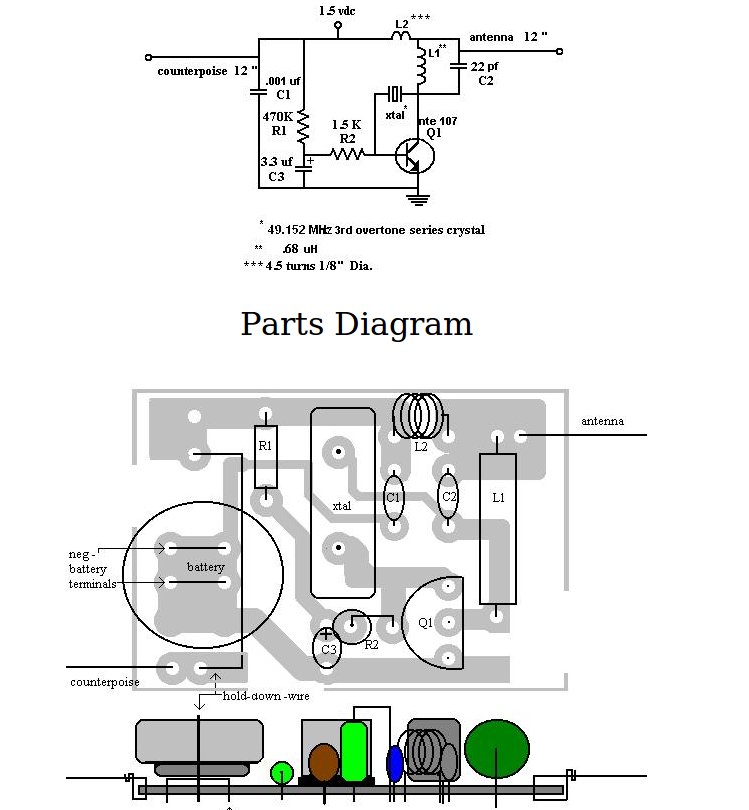 1.5 vdc
L2 ***
antenna 12 "
L1**
counterpoise 12 "
22 pf
C2
.001 uf
C1
xtal*
nte 107
Q1
470K
R1
1.5 K
R2
3.3 uf +
C3
* 49.152 MHz 3rd overtone series crystal
** .68 uH
*** 4.5 turns 1/8" Dia.
Parts Diagram
antenna
R1
L2
C1
C2
L1
xtal
neg-
battery
terminals
battery
Q1
+
C3
R2
counterpoise
hold-down-wire